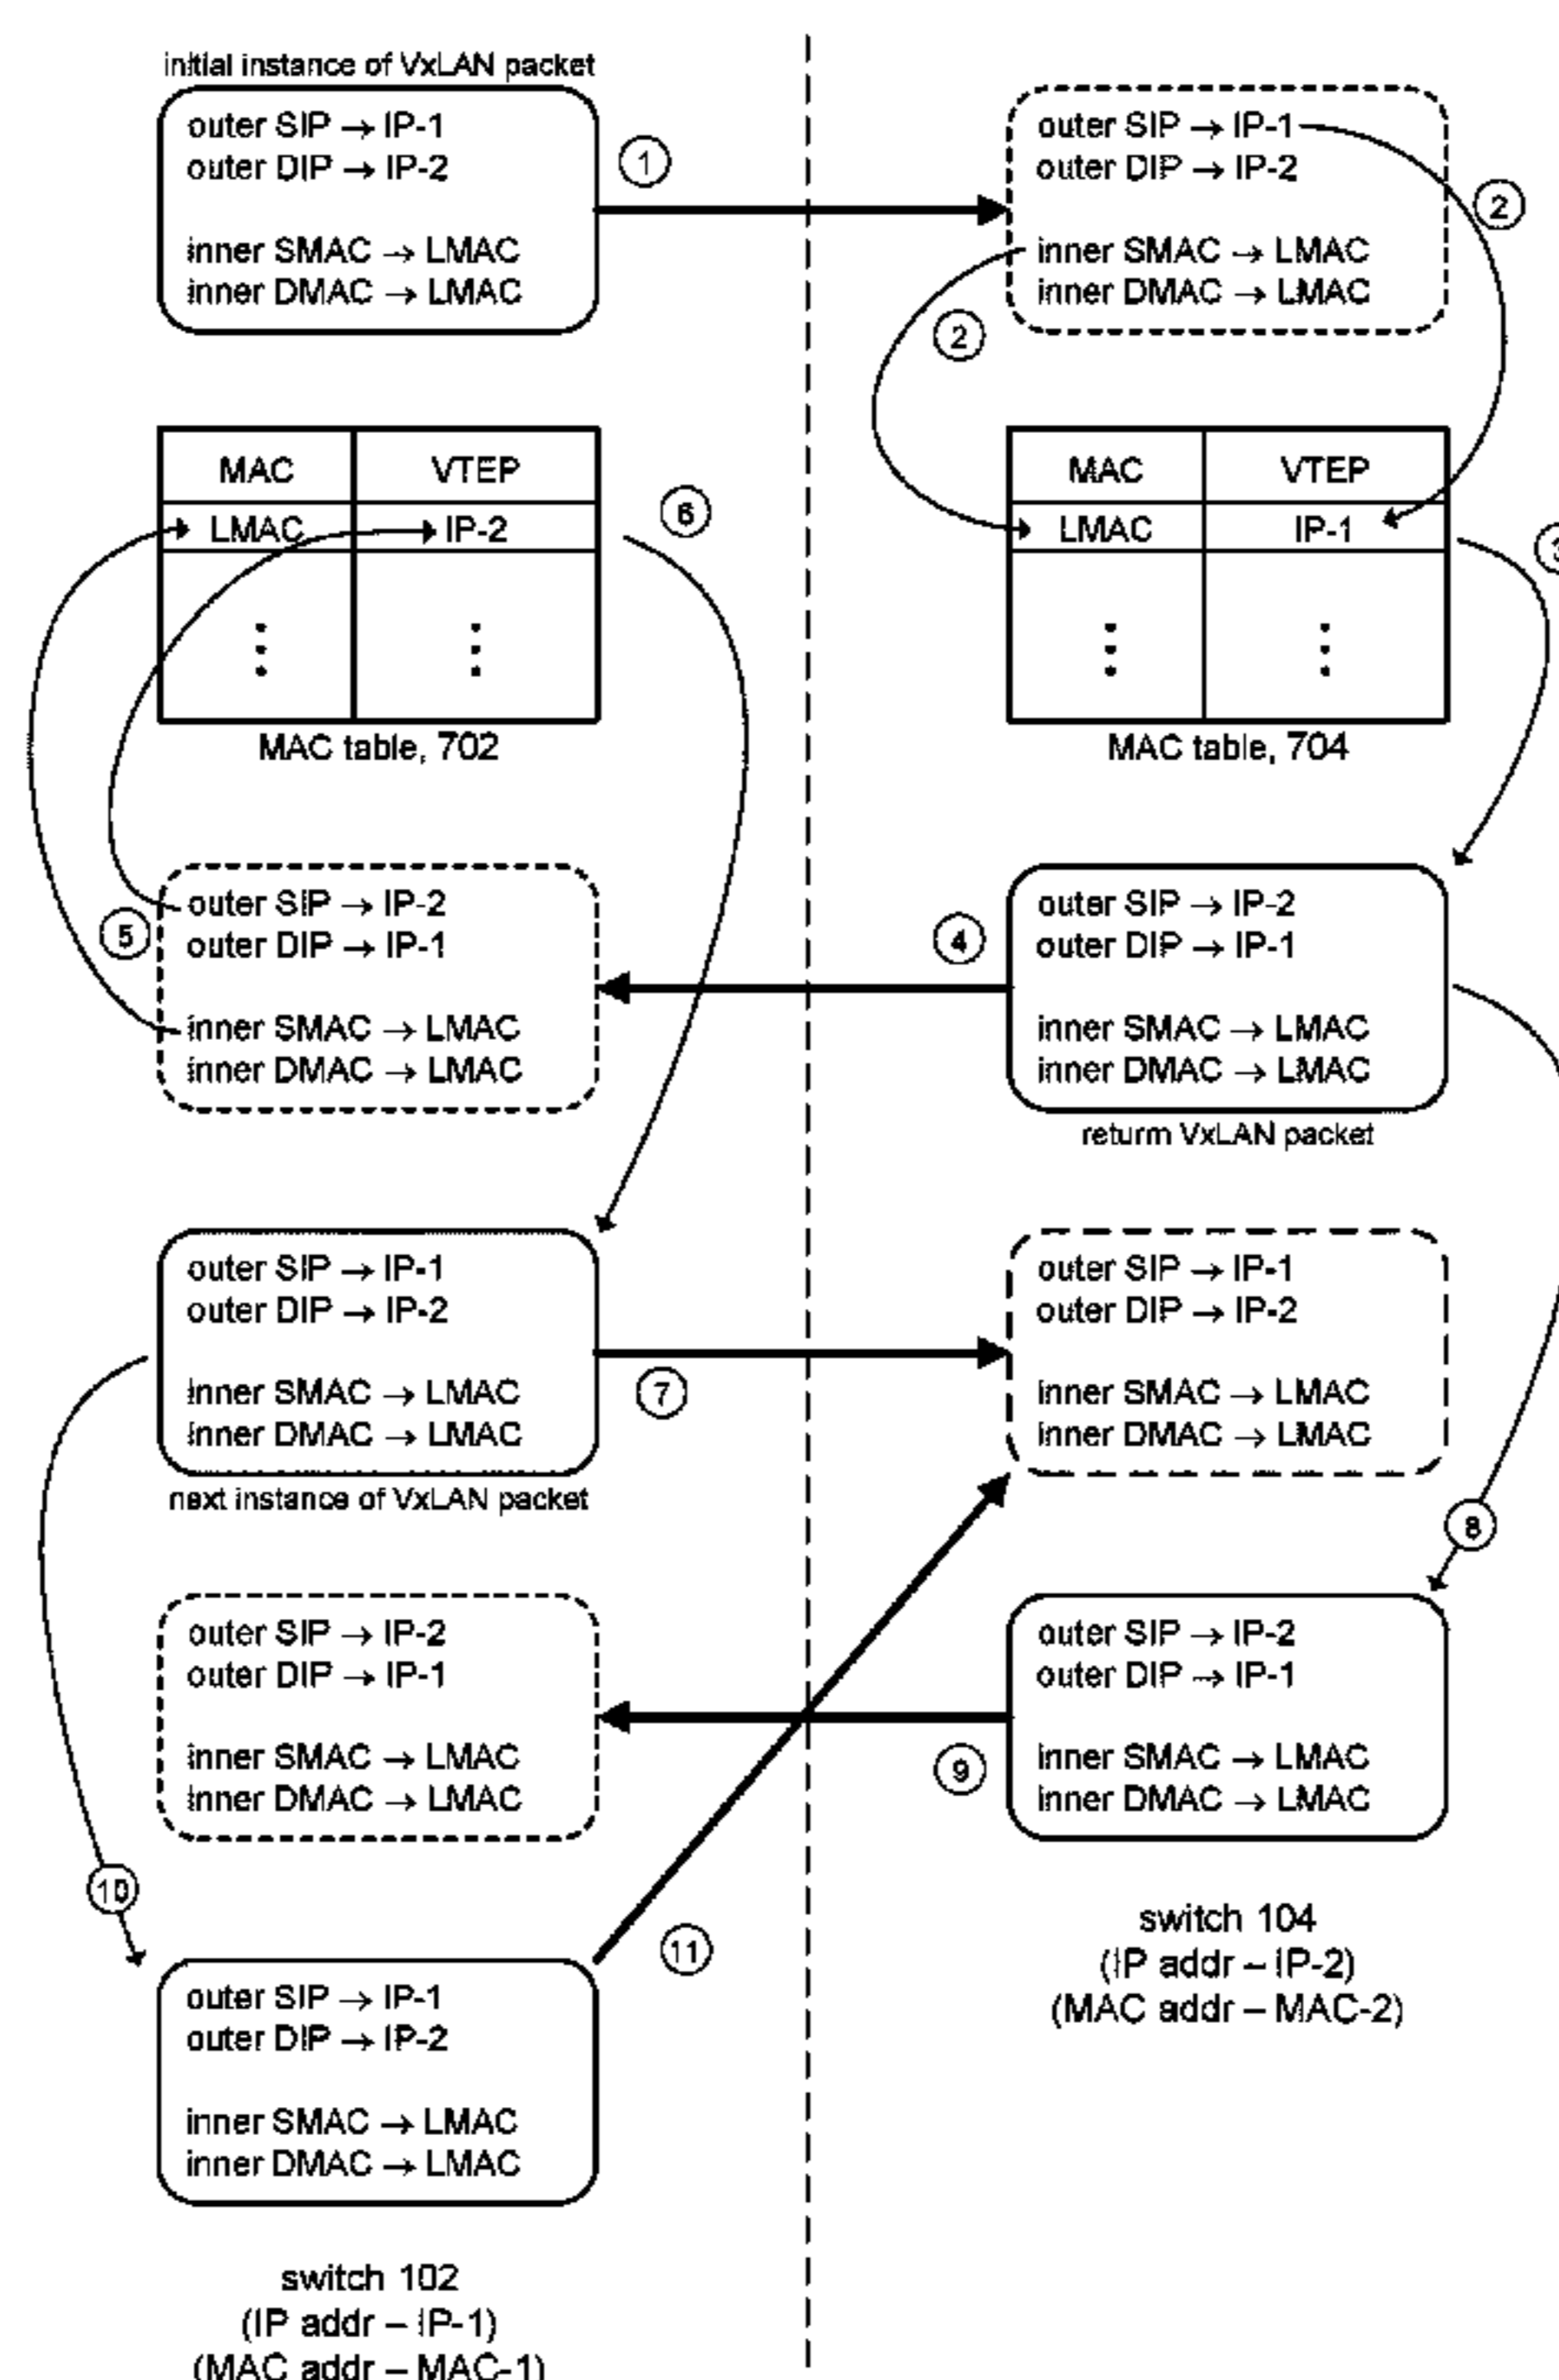 initial instance of VxLAN packet
outer SIP → IP-1
outer DIP → IP-2
inner SMAC → LMAC
inner DMAC → LMAC
1
outer SIP → IP-1
outer DIP → IP-2
inner SMAC → LMAC
inner DMAC → LMAC
2
2
MAC VTEP
LMAC IP-2
MAC table, 702
6
MAC VTEP
LMAC IP-1
MAC table, 704
outer SIP → IP-2
outer DIP → IP-1
inner SMAC → LMAC
inner DMAC → LMAC
5
4
outer SIP → IP-2
outer DIP → IP-1
inner SMAC → LMAC
inner DMAC → LMAC
returm VxLAN packet
outer SIP → IP-1
outer DIP → IP-2
inner SMAC → LMAC
inner DMAC → LMAC
next instance of VxLAN packet
7
outer SIP → IP-1
outer DIP → IP-2
inner SMAC → LMAC
inner DMAC → LMAC
8
outer SIP → IP-2
outer DIP → IP-1
inner SMAC → LMAC
inner DMAC → LMAC
9
outer SIP → IP-2
outer DIP → IP-1
inner SMAC → LMAC
inner DMAC → LMAC
10
11
outer SIP → IP-1
outer DIP → IP-2
inner SMAC → LMAC
inner DMAC → LMAC
switch 104
(IP addr – IP-2)
(MAC addr – MAC-2)
switch 102
(IP addr – IP-1)
(MAC addr – MAC-1)